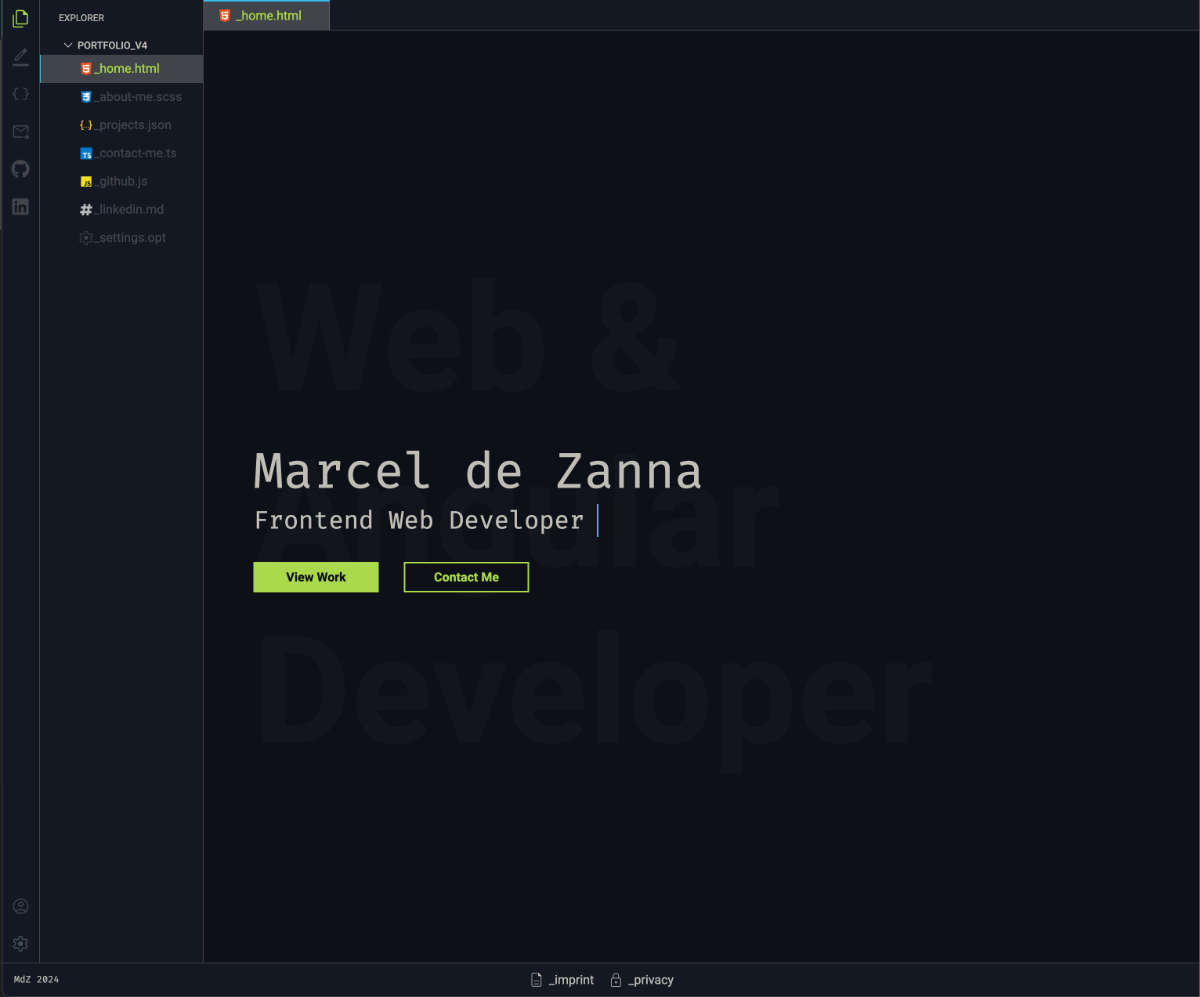 EXPLORER
_home.html
PORTFOLIO_V4
_home.html
_about-me.scss
_projects.json
_contact-me.ts
_github.js
_linkedin.md
_settings.opt
Web &
Marcel de Zanna
Angular
Frontend Web Developer
View Work
Contact Me
Developer
MdZ 2024
_imprint
_privacy